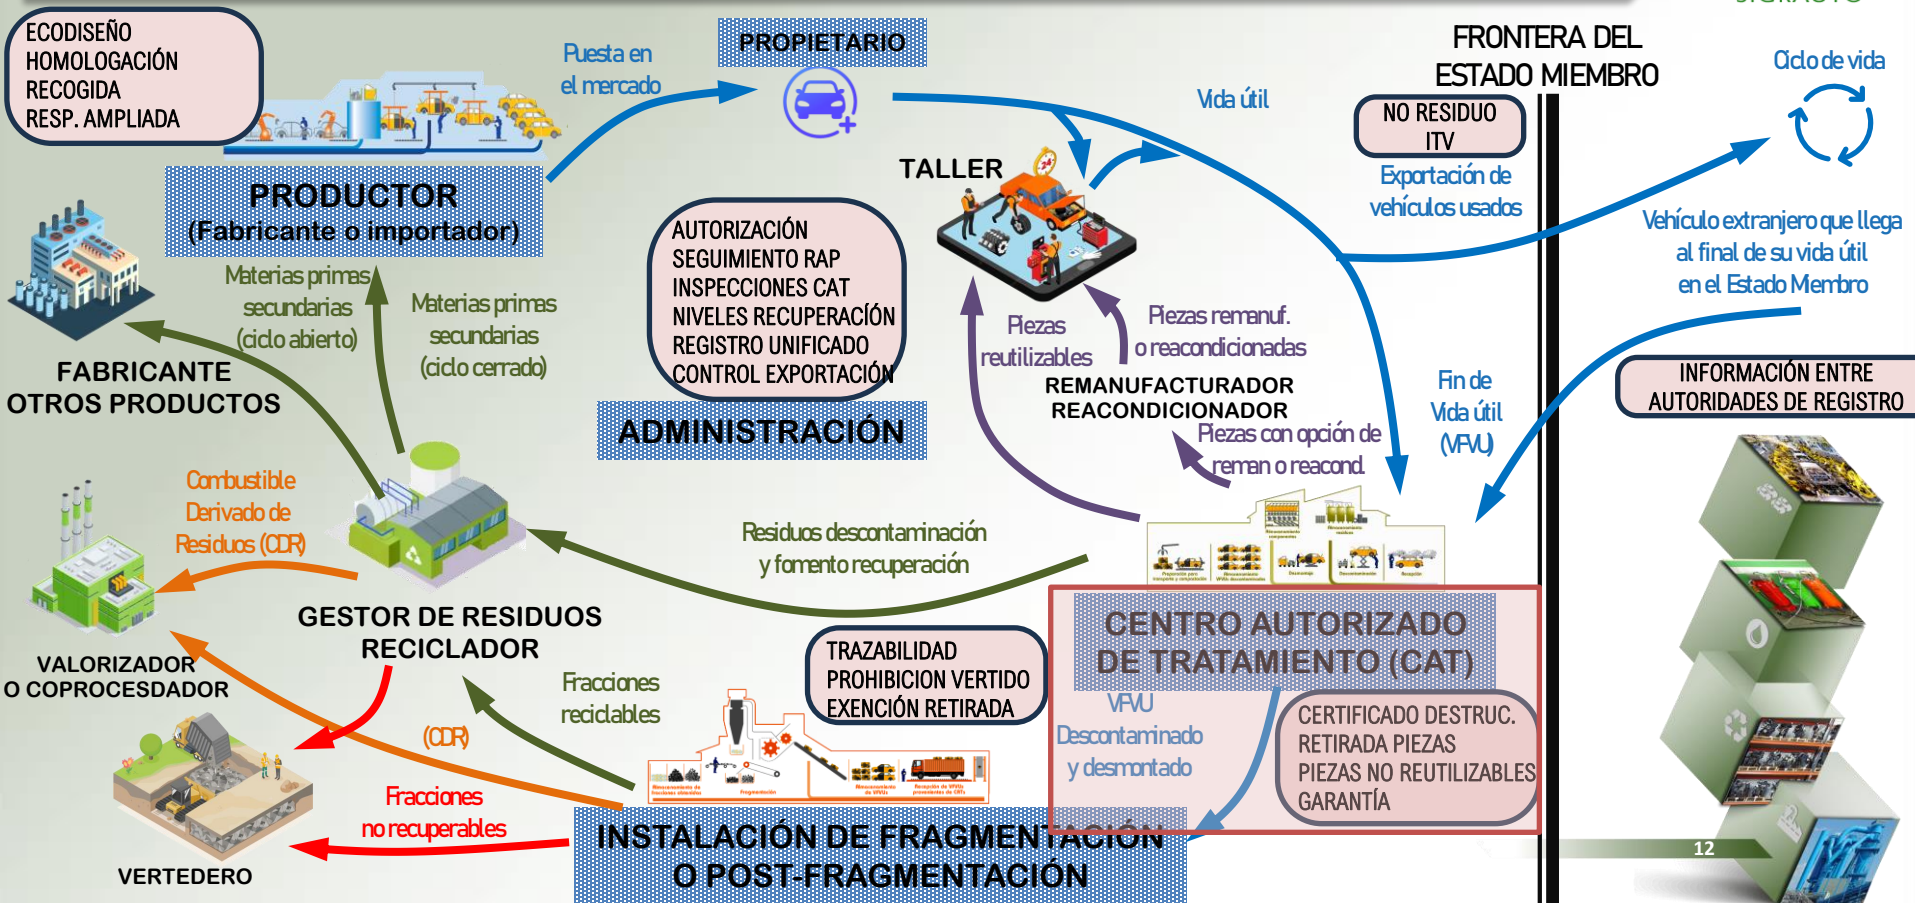 SIGRAUTO
ECODISEÑO
HOMOLOGACIÓN
RECOGIDA
RESP. AMPLIADA
Puesta en
el mercado
PROPIETARIO
Vida útil
FRONTERA DEL
ESTADO MIEMBRO
Ciclo de vida
NO RESIDUO
ITV
Exportación de
vehículos usados
TALLER
PRODUCTOR
(Fabricante o importador)
AUTORIZACIÓN
SEGUIMIENTO RAP
INSPECCIONES CAT
NIVELES RECUPERACÍÓN
REGISTRO UNIFICADO
CONTROL EXPORTACIÓN
ADMINISTRACIÓN
Vehículo extranjero que llega
al final de su vida útil
en el Estado Miembro
Materias primas
secundarias
(ciclo abierto)
Materias primas
secundarias
(ciclo cerrado)
Piezas
reutilizables
Piezas remanuf.
o reacondicionadas
FABRICANTE
OTROS PRODUCTOS
REMANUFACTURADOR
REACONDICIONADOR
Fin de
Vida útil
(VFVU)
INFORMACIÓN ENTRE
AUTORIDADES DE REGISTRO
Piezas con opción de
reman o reacond.
Combustible
Derivado de
Residuos (CDR)
Residuos descontaminación
y fomento recuperación
GESTOR DE RESIDUOS
RECICLADOR
CENTRO AUTORIZADO
DE TRATAMIENTO (CAT)
VALORIZADOR
O COPROCESDADOR
TRAZABILIDAD
PROHIBICION VERTIDO
EXENCIÓN RETIRADA
Fracciones
reciclables
(CDR)
VFVU
Descontaminado
y desmontado
CERTIFICADO DESTRUC.
RETIRADA PIEZAS
PIEZAS NO REUTILIZABLES
GARANTÍA
Fracciones
no recuperables
Fragmentación
INSTALACIÓN DE FRAGMENTACIÓN
O POST-FRAGMENTACIÓN
VERTEDERO
12